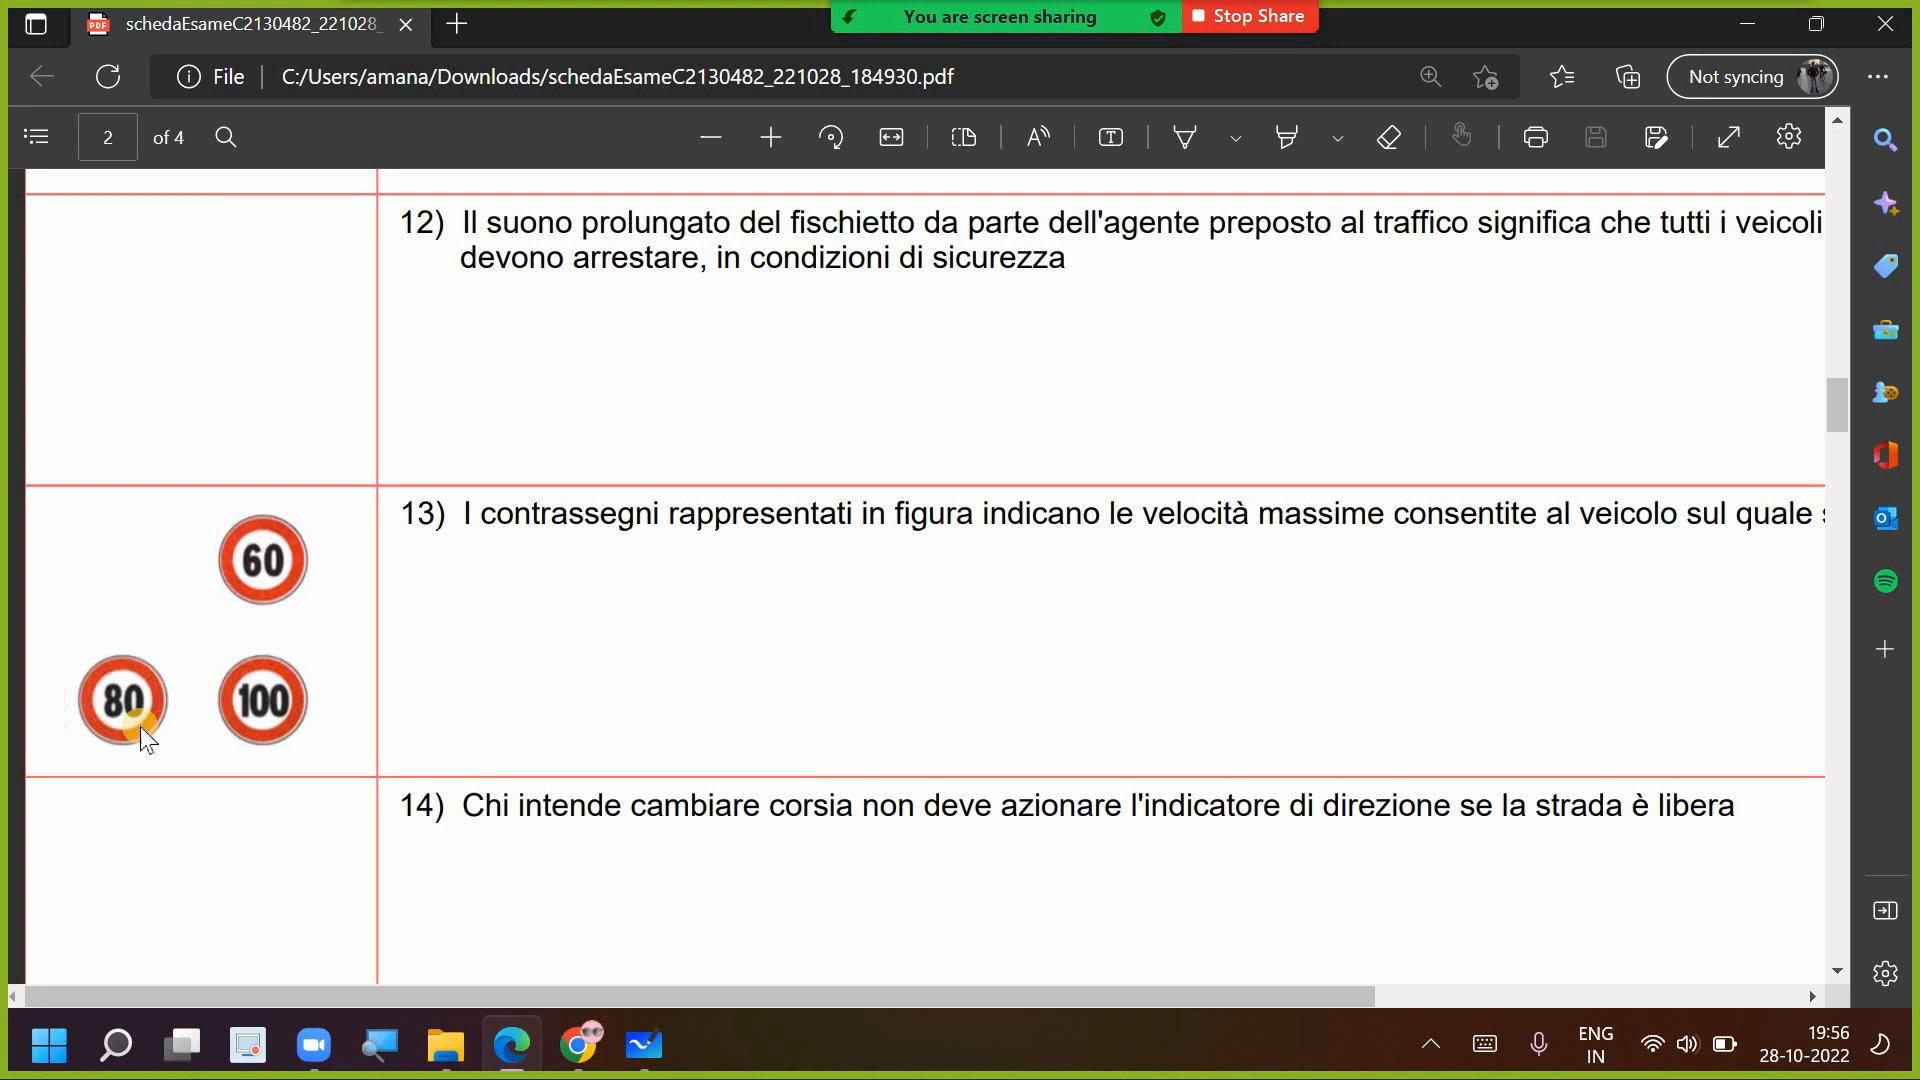 schedaEsameC2130482_221028_
You are screen sharing
Stop Share
File
C:/Users/amana/Downloads/schedaEsameC2130482_221028_184930.pdf
Not syncing
2 of 4
12) Il suono prolungato del fischietto da parte dell'agente preposto al traffico significa che tutti i veicoli
devono arrestare, in condizioni di sicurezza
13) I contrassegni rappresentati in figura indicano le velocità massime consentite al veicolo sul quale
60
80 100
14) Chi intende cambiare corsia non deve azionare l'indicatore di direzione se la strada è libera
ENG
IN
19:56
28-10-2022